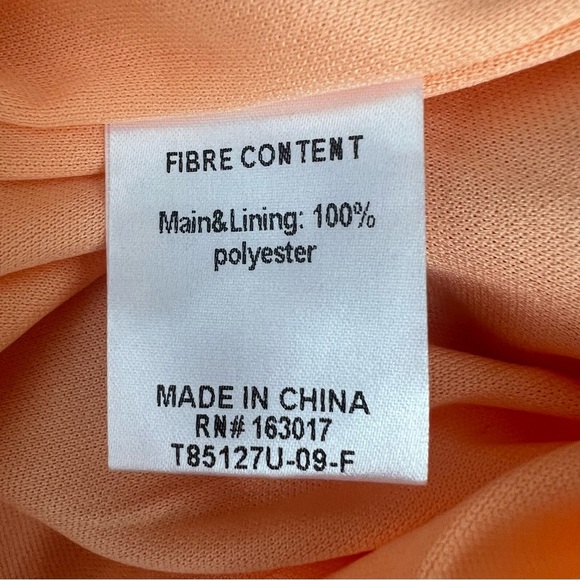 FIBRE CONTENT
Main&Lining: 100%
polyester
MADE IN CHINA
RN# 163017
T85127U-09-F